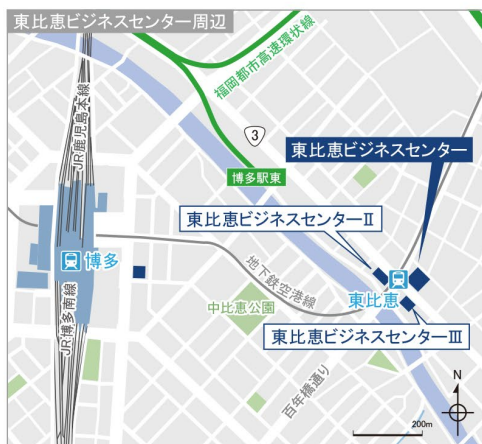 東比恵ビジネスセンター周辺
福岡都市高速環状線
JR鹿児島本線
3
東比恵ビジネスセンター
博多駅東
東比恵ビジネスセンターⅡ
博多
地下鉄空港線
東比恵
中比恵公園
東比恵ビジネスセンターⅢ
JR博多南線
百年橋通り
N
200m